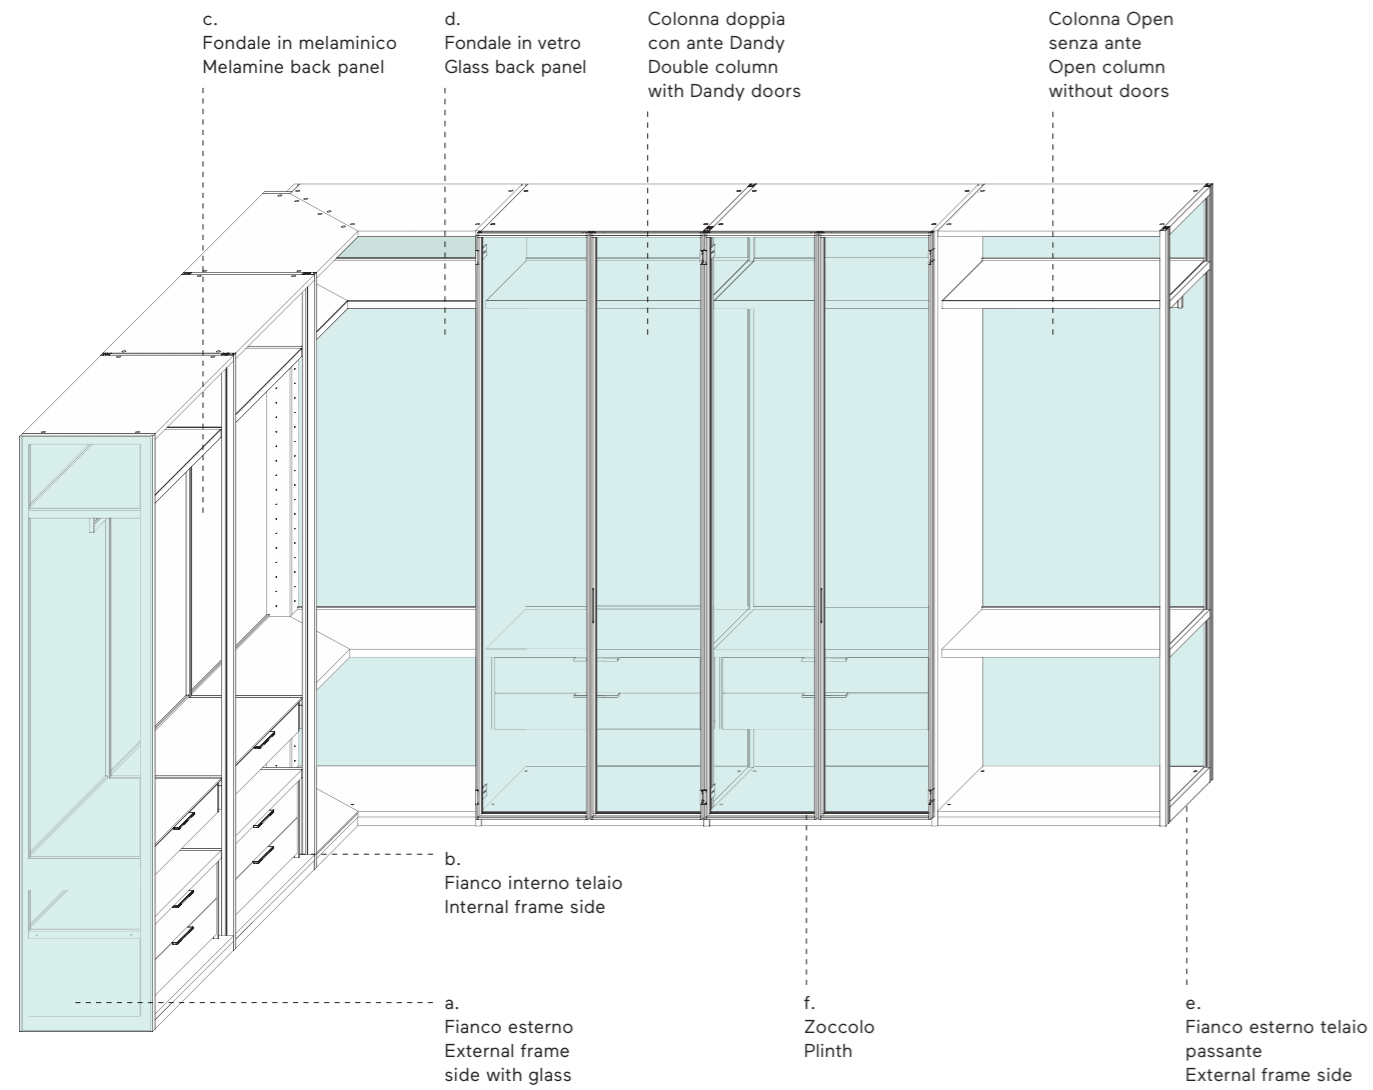 c.
Fondale in melaminico
Melamine back panel
d.
Fondale in vetro
Glass back panel
Colonna doppia
con ante Dandy
Double column
with Dandy doors
Colonna Open
senza ante
Open column
without doors
b.
Fianco interno telaio
Internal frame side
a.
Fianco esterno
External frame
side with glass
f.
Zoccolo
Plinth
e.
Fianco esterno telaio
passante
External frame side